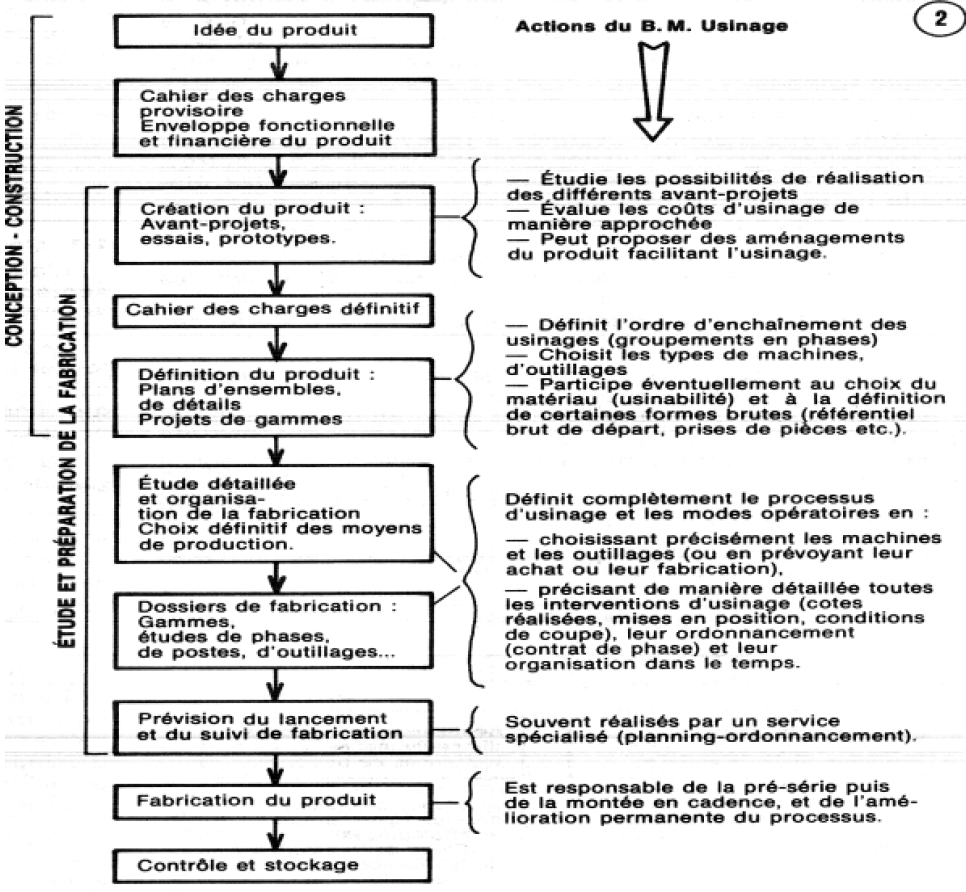 2
Actions du B. M. Usinage
CONCEPTION - CONSTRUCTION
ÉTUDE ET PRÉPARATION DE LA FABRICATION
Idée du produit
Cahier des charges
provisoire
Enveloppe fonctionnelle
et financière du produit
Création du produit :
Avant-projets,
essais, prototypes.
— Étudie les possibilités de réalisation
des différents avant-projets
— Évalue les coûts d'usinage de
manière approchée
— Peut proposer des aménagements
du produit facilitant l'usinage.
Cahier des charges définitif
Définition du produit :
Plans d'ensembles,
de détails
Projets de gammes
— Définit l'ordre d'enchaînement des
usinages (groupements en phases)
— Choisit les types de machines,
d'outillages
— Participe éventuellement au choix du
matériau (usinabilité) et à la définition
de certaines formes brutes (référentiel
brut de départ, prises de pièces etc.).
Étude détaillée
et organisa-
tion de la fabrication
Choix définitif des moyens
de production.
Dossiers de fabrication :
Gammes,
études de phases,
de postes, d'outillages...
Définit complètement le processus
d'usinage et les modes opératoires en :
— choisissant précisément les machines
et les outillages (ou en prévoyant leur
achat ou leur fabrication),
— précisant de manière détaillée toutes
les interventions d'usinage (cotes
réalisées, mises en position, conditions
de coupe), leur ordonnancement
(contrat de phase) et leur
organisation dans le temps.
Prévision du lancement
et du suivi de fabrication
Souvent réalisés par un service
spécialisé (planning-ordonnancement).
Fabrication du produit
Est responsable de la pré-série puis
de la montée en cadence, et de l'amé-
lioration permanente du processus.
Contrôle et stockage